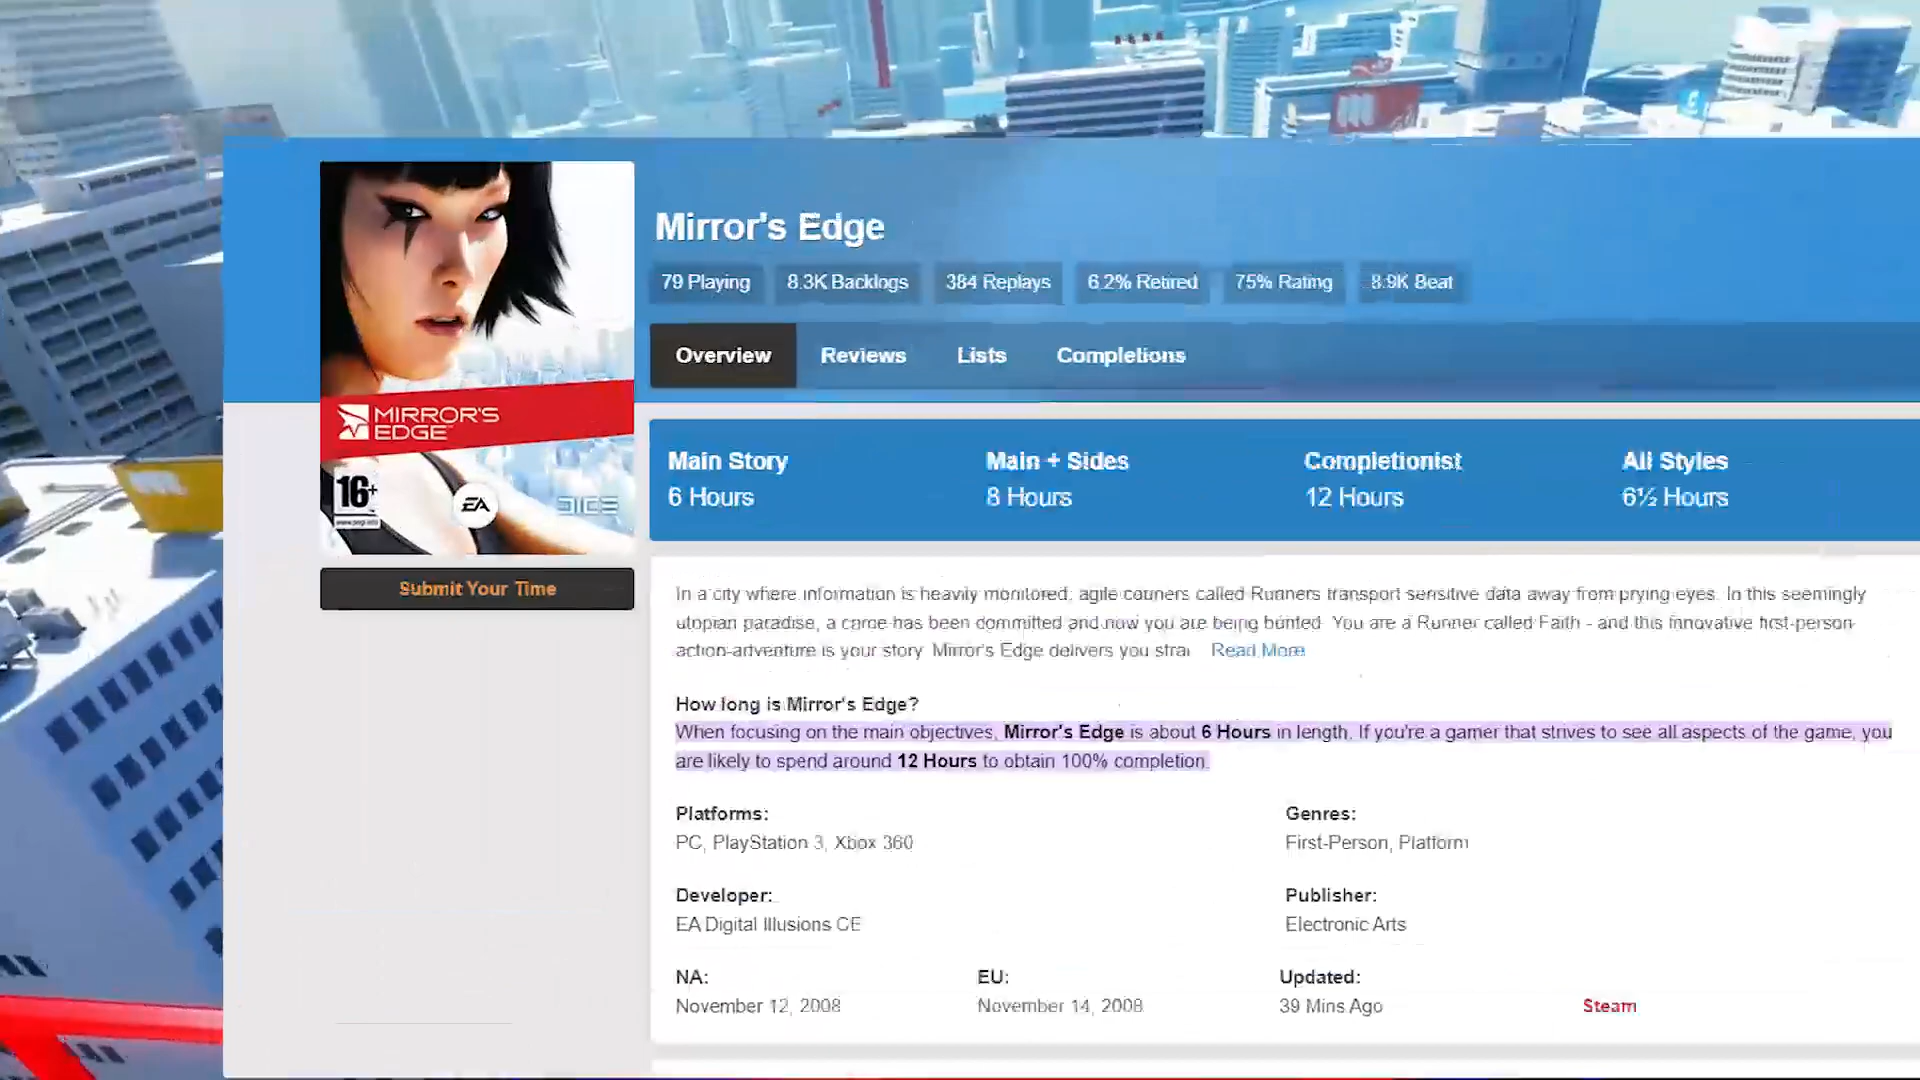 Mirror's Edge
79 Playing
8.3K Backlogs
384 Replays
6.2% Retired
75% Rating
8.9K Beat
Overview
Reviews
Lists
Completions
MIRROR'S
EDGE
16+
www.pegi.info
EA
DICE
Submit Your Time
Main Story
6 Hours
Main + Sides
8 Hours
Completionist
12 Hours
All Styles
6½ Hours
In a city where information is heavily monitored, agile couriers called Runners transport sensitive data away from prying eyes. In this seemingly
utopian paradise, a crime has been committed and now you are being hunted. You are a Runner called Faith - and this innovative first-person
action-adventure is your story. Mirror's Edge delivers you strai... Read More
How long is Mirror's Edge?
When focusing on the main objectives, Mirror's Edge is about 6 Hours in length. If you're a gamer that strives to see all aspects of the game, you
are likely to spend around 12 Hours to obtain 100% completion.
Platforms:
PC, PlayStation 3, Xbox 360
Genres:
First-Person, Platform
Developer:
EA Digital Illusions CE
Publisher:
Electronic Arts
NA:
November 12, 2008
EU:
November 14, 2008
Updated:
39 Mins Ago
Steam